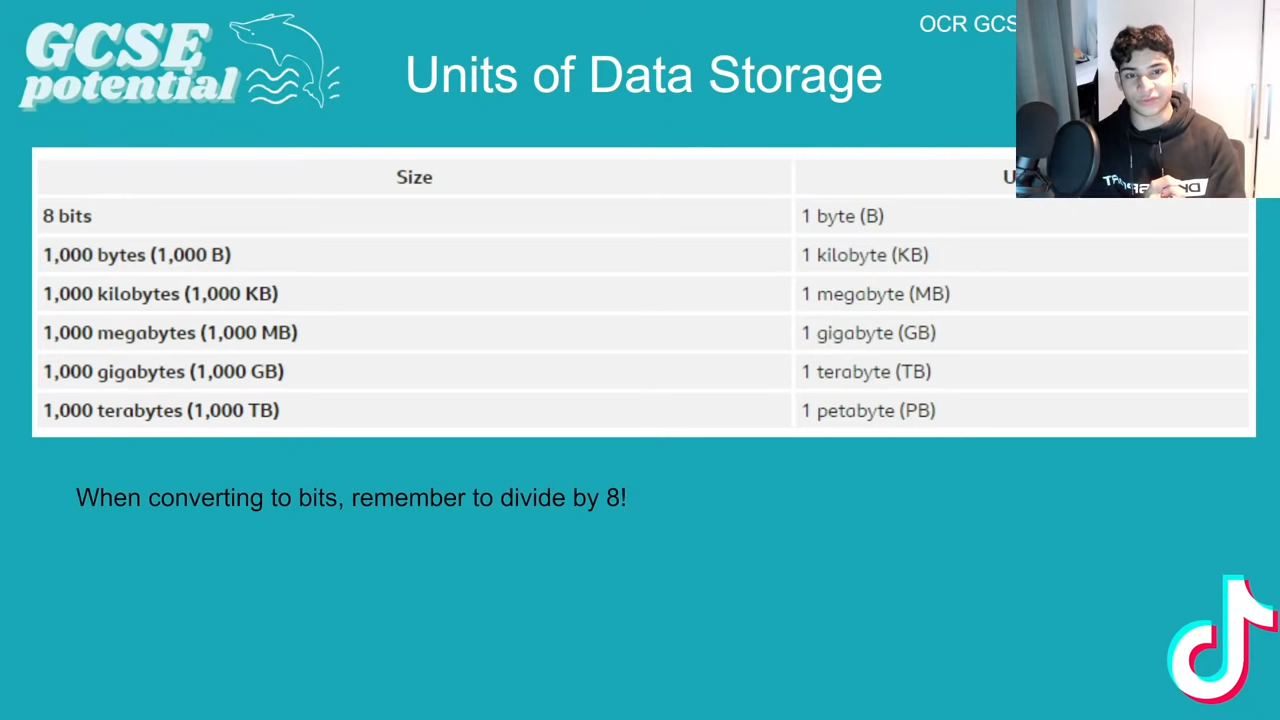 GCSE
potential
OCR GCS
Units of Data Storage
Size
8 bits 1 byte (B)
1,000 bytes (1,000 B) 1 kilobyte (KB)
1,000 kilobytes (1,000 KB) 1 megabyte (MB)
1,000 megabytes (1,000 MB) 1 gigabyte (GB)
1,000 gigabytes (1,000 GB) 1 terabyte (TB)
1,000 terabytes (1,000 TB) 1 petabyte (PB)
When converting to bits, remember to divide by 8!